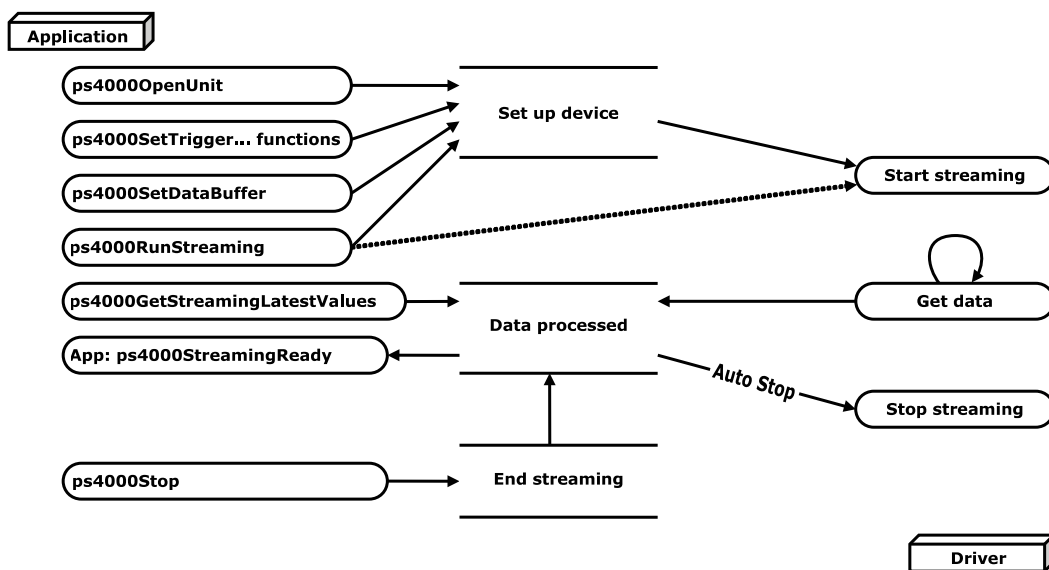 Application
ps4000OpenUnit
Set up device
ps4000SetTrigger... functions
Start streaming
ps4000SetDataBuffer
ps4000RunStreaming
ps4000GetStreamingLatestValues
Get data
Data processed
App: ps4000StreamingReady
Auto Stop
Stop streaming
ps4000Stop
End streaming
Driver